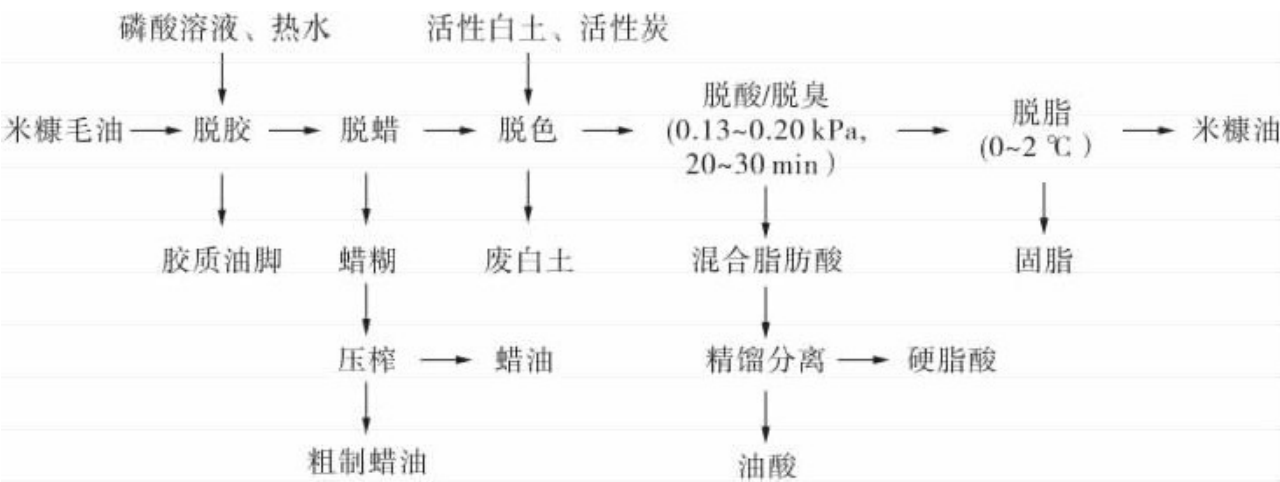 磷酸溶液、热水
活性白土、活性炭
米糠毛油
脱胶
脱蜡
脱色
脱酸/脱臭
(0.13~0.20 kPa,
20~30 min)
脱脂
(0~2 ℃)
米糠油
胶质油脚
蜡糊
废白土
混合脂肪酸
固脂
压榨
蜡油
精馏分离
硬脂酸
粗制蜡油
油酸